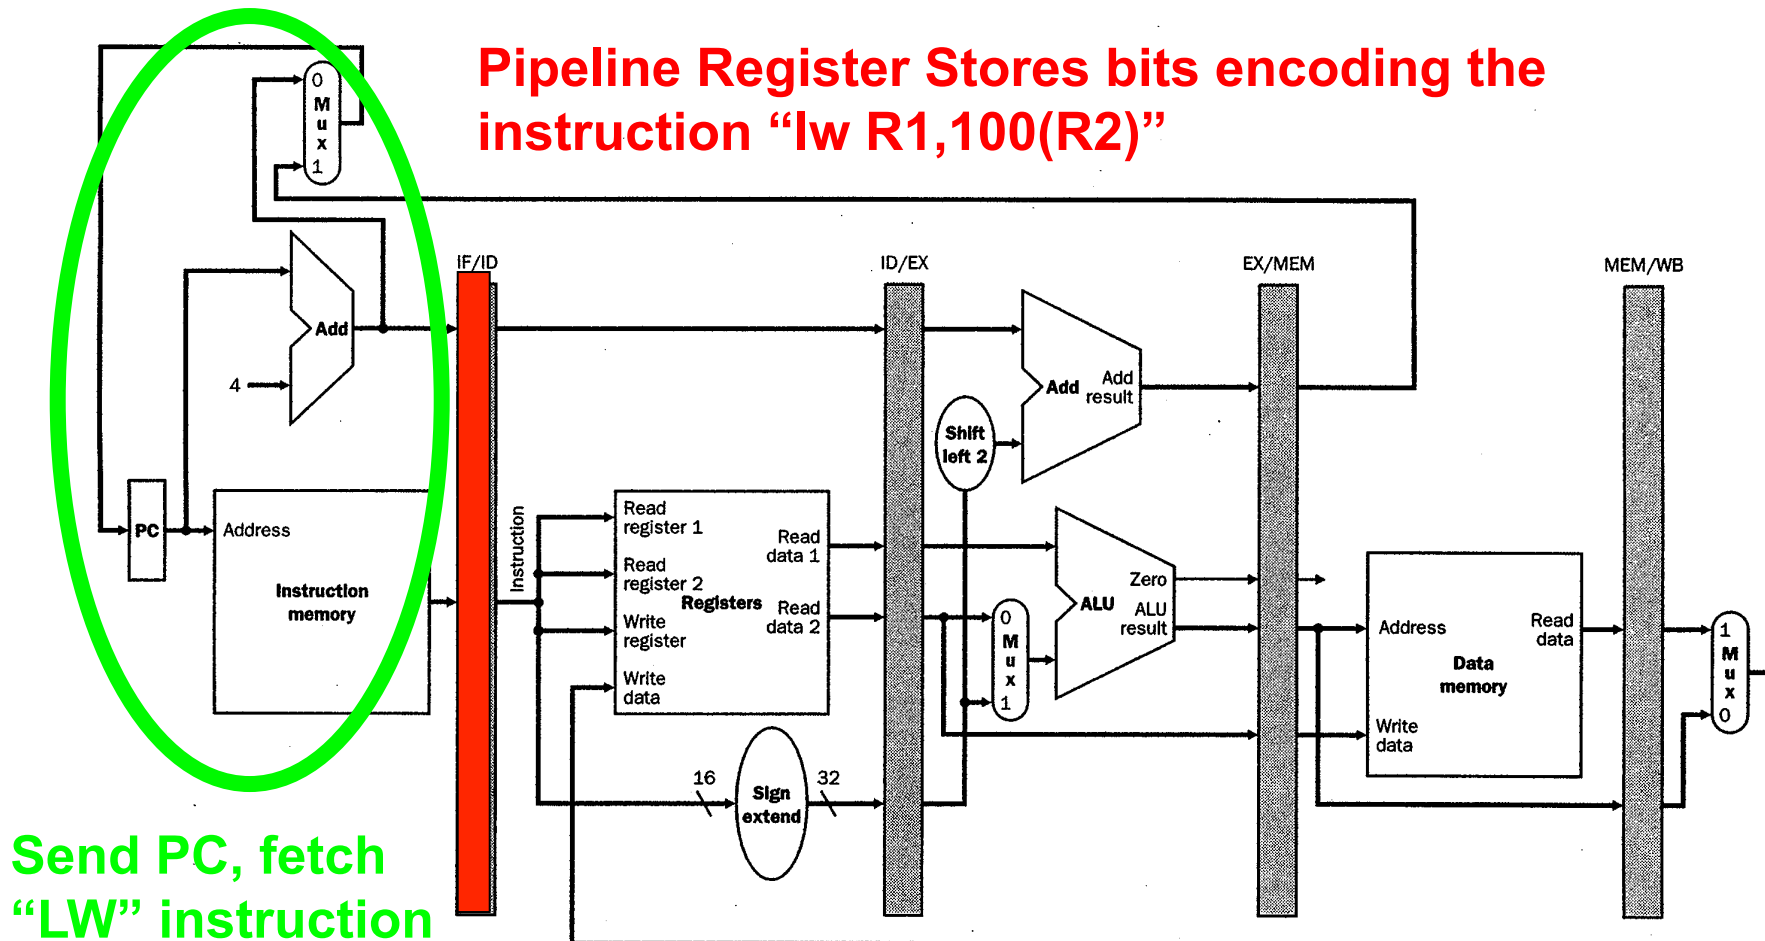 Pipeline Register Stores bits encoding the
instruction “lw R1,100(R2)”
0
M
u
x
1
IF/ID
ID/EX
EX/MEM
MEM/WB
Add
4
Add
Add
result
Shift
left 2
PC
Address
Instruction
memory
Instruction
Read
register 1
Read
register 2
Write
register
Write
data
Registers
Read
data 1
Read
data 2
0
M
u
x
1
Zero
ALU
ALU
result
Address
Write
data
Data
memory
Read
data
1
M
u
x
0
16
Sign
extend
32
Send PC, fetch
“LW” instruction